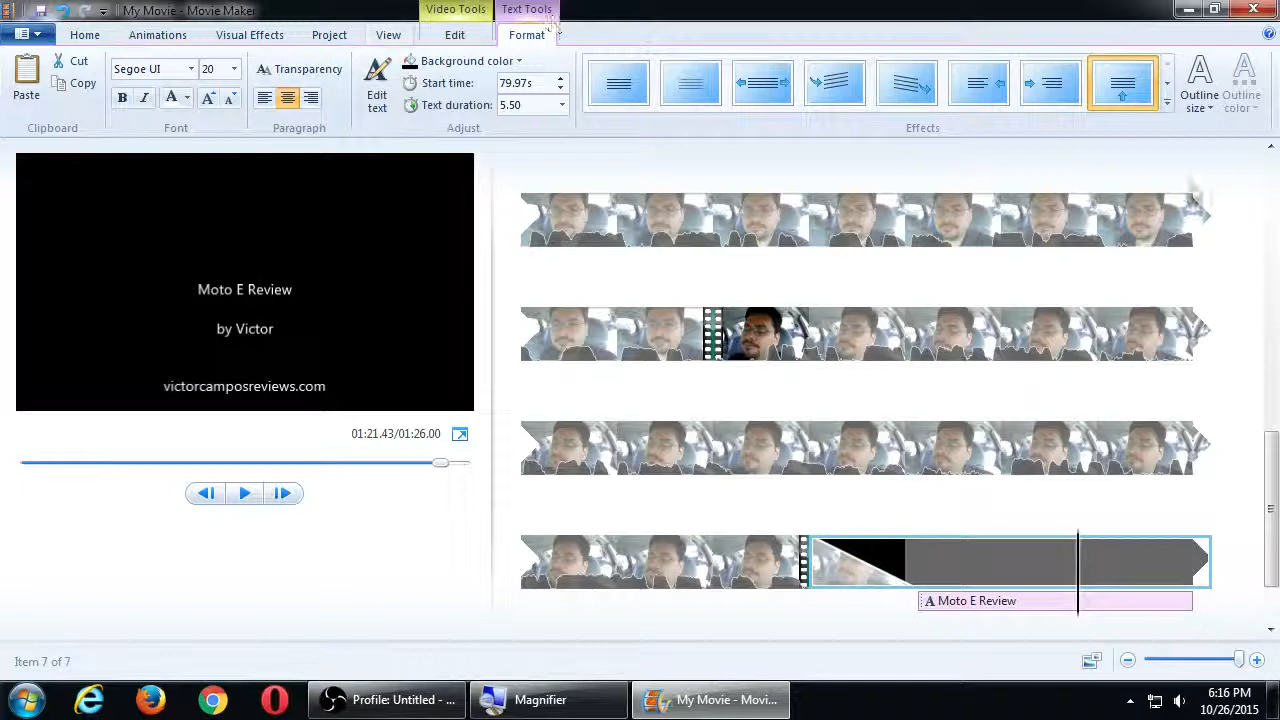 My Movie - Movie Maker
Video Tools
Text Tools
Home
Animations
Visual Effects
Project
View
Edit
Format
Paste
Cut
Copy
Clipboard
Segoe UI
20
B
I
A
A
A
Font
Transparency
Paragraph
Edit
text
Background color
Start time:
79.97s
Text duration:
5.50
Adjust
Effects
Outline
size
Outline
color
Moto E Review
by Victor
victorcamposreviews.com
01:21.43/01:26.00
A Moto E Review
Item 7 of 7
Profile: Untitled - ...
Magnifier
My Movie - Movi...
6:16 PM
10/26/2015